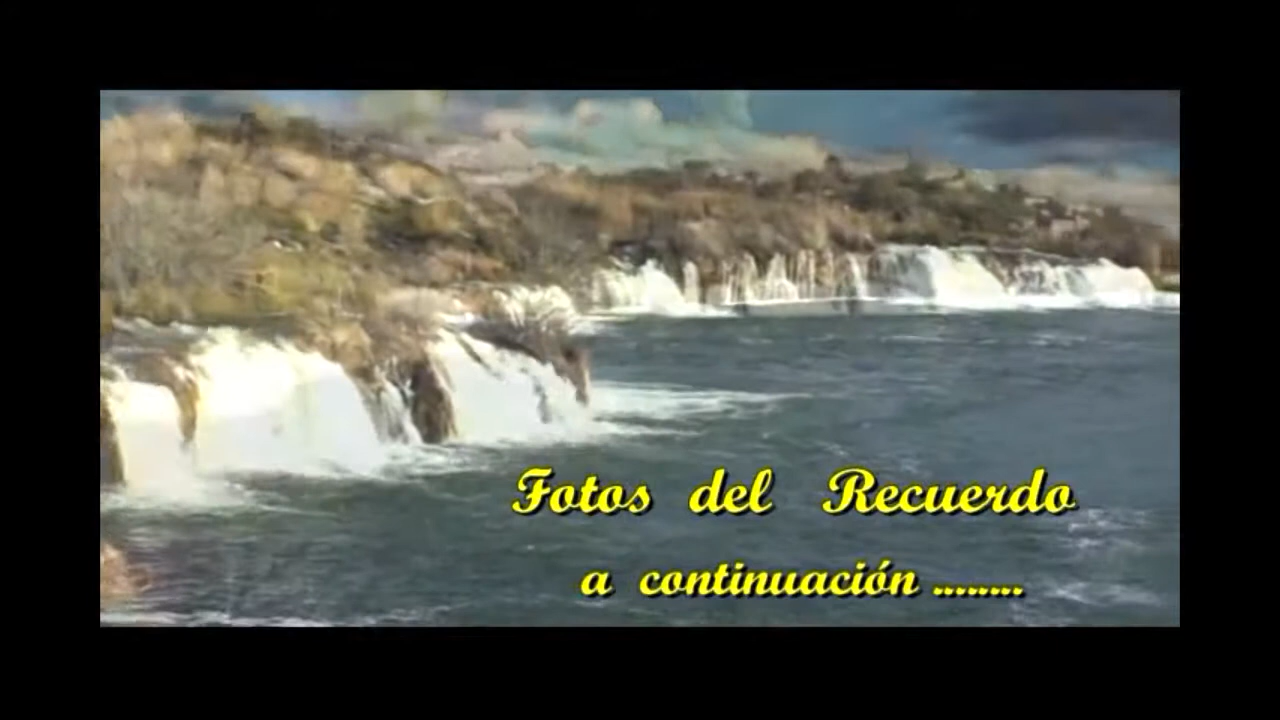 Fotos del Recuerdo
a continuación ........